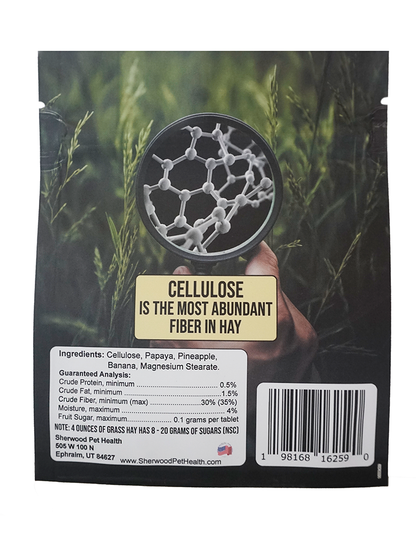 CELLULOSE
IS THE MOST ABUNDANT
FIBER IN HAY
Ingredients: Cellulose, Papaya, Pineapple,
Banana, Magnesium Stearate.
Guaranteed Analysis:
Crude Protein, minimum ........................... 0.5%
Crude Fat, minimum ..................................1.5%
Crude Fiber, minimum (max) ................. 30% (35%)
Moisture, maximum .................................... 4%
Fruit Sugar, maximum ............... 0.1 grams per tablet
NOTE: 4 OUNCES OF GRASS HAY HAS 8 - 20 GRAMS OF SUGARS (NSC)
Sherwood Pet Health
505 W 100 N
Ephraim, UT 84627 www.SherwoodPetHealth.com
1 98168 16259 0